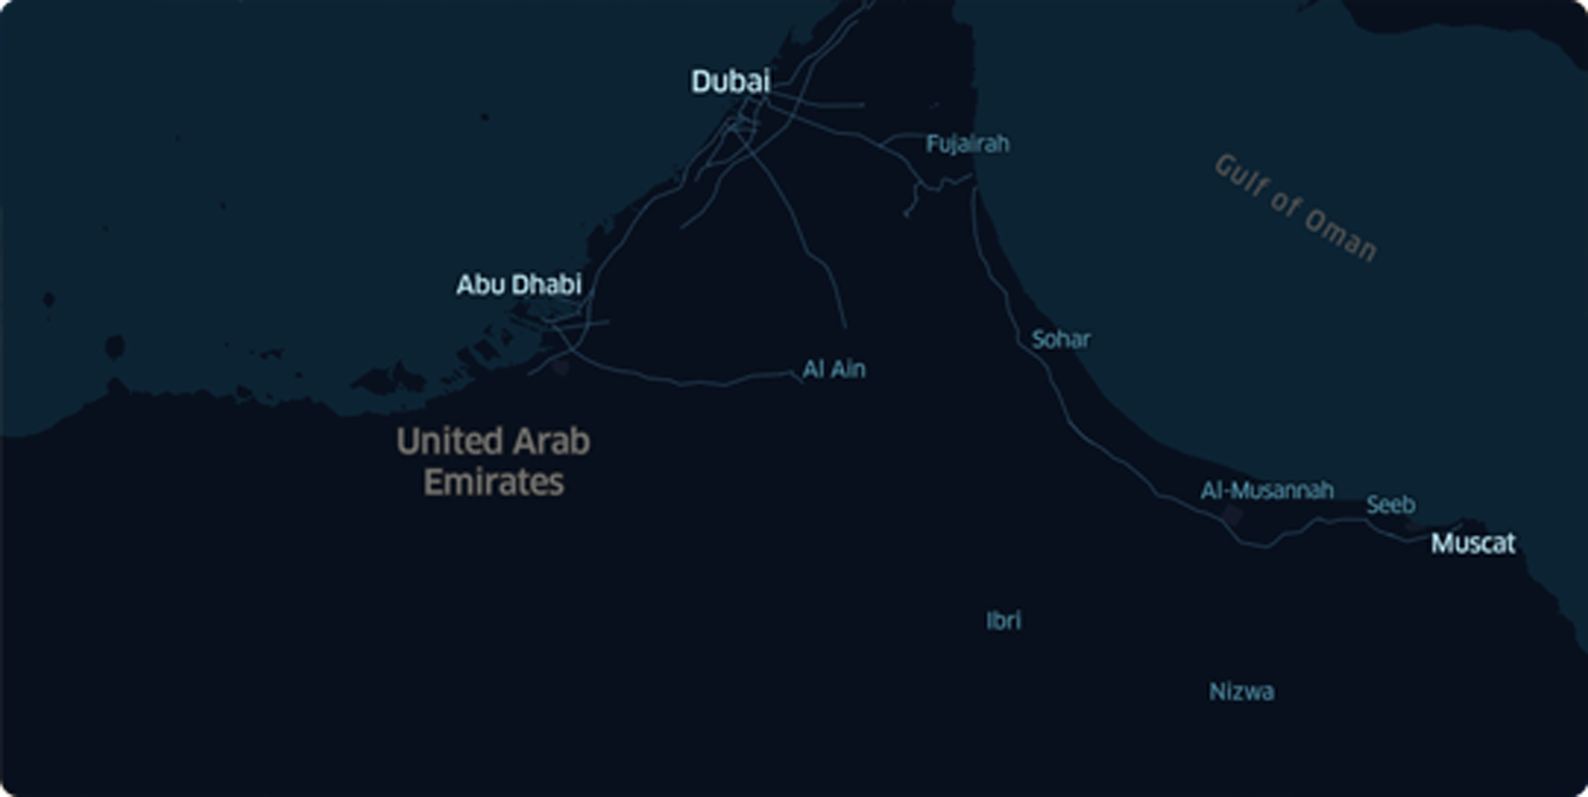 Dubai
Fujairah
Gulf of Oman
Abu Dhabi
Sohar
Al Ain
United Arab
Emirates
Al-Musannah
Seeb
Muscat
Ibri
Nizwa